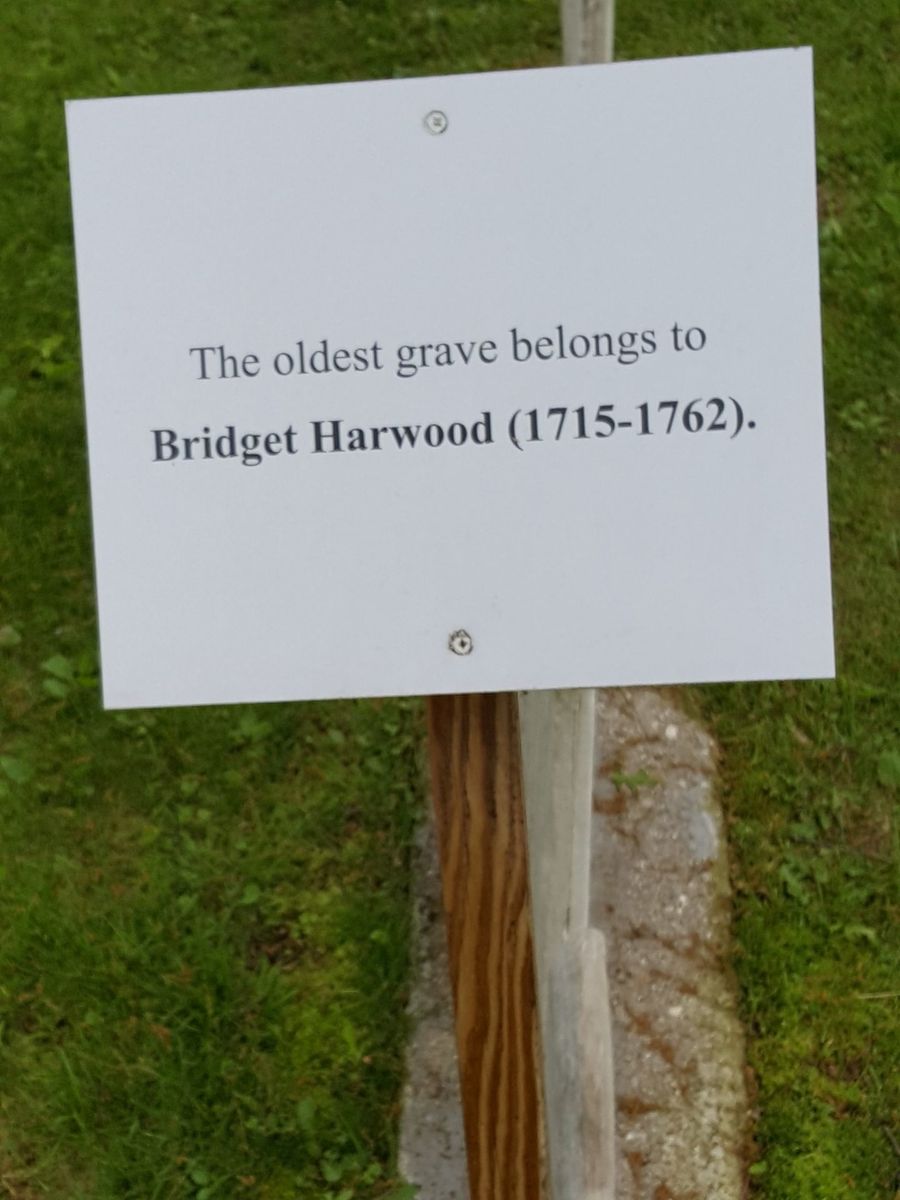 The oldest grave belongs to
Bridget Harwood (1715-1762).